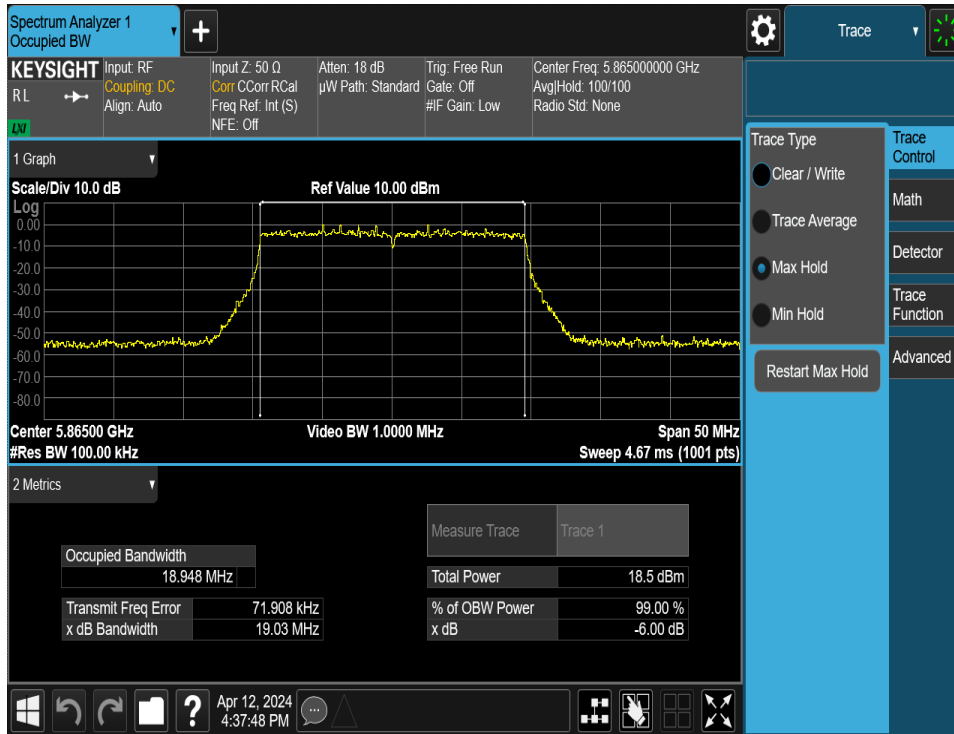 Spectrum Analyzer 1
Occupied BW
+
Trace
KEYSIGHT
R L
LXI
Input: RF
Coupling: DC
Align: Auto
Input Z: 50 Ω
Corr CCorr RCal
Freq Ref: Int (S)
NFE: Off
Atten: 18 dB
µW Path: Standard
Trig: Free Run
Gate: Off
#IF Gain: Low
Center Freq: 5.865000000 GHz
Avg|Hold: 100/100
Radio Std: None
1 Graph
Scale/Div 10.0 dB
Ref Value 10.00 dBm
Log
0.00
-10.0
-20.0
-30.0
-40.0
-50.0
-60.0
-70.0
-80.0
Center 5.86500 GHz
Video BW 1.0000 MHz
Span 50 MHz
#Res BW 100.00 kHz
Sweep 4.67 ms (1001 pts)
2 Metrics
Measure Trace
Trace 1
Occupied Bandwidth
18.948 MHz
Total Power
18.5 dBm
Transmit Freq Error
71.908 kHz
% of OBW Power
99.00 %
x dB Bandwidth
19.03 MHz
x dB
-6.00 dB
?
Apr 12, 2024
4:37:48 PM
Trace Type
Clear / Write
Trace Average
Max Hold
Min Hold
Restart Max Hold
Trace
Control
Math
Detector
Trace
Function
Advanced